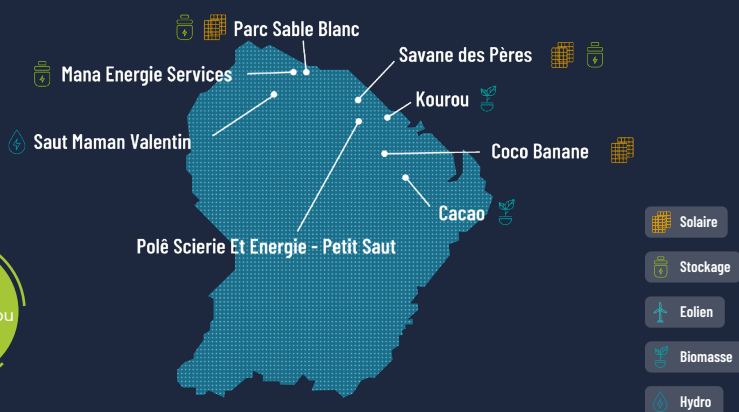 Parc Sable Blanc
Savane des Pères
Mana Energie Services
Kourou
Saut Maman Valentin
Coco Banane
Cacao
Polê Scierie Et Energie - Petit Saut
ou
Solaire
Stockage
Eolien
Biomasse
Hydro